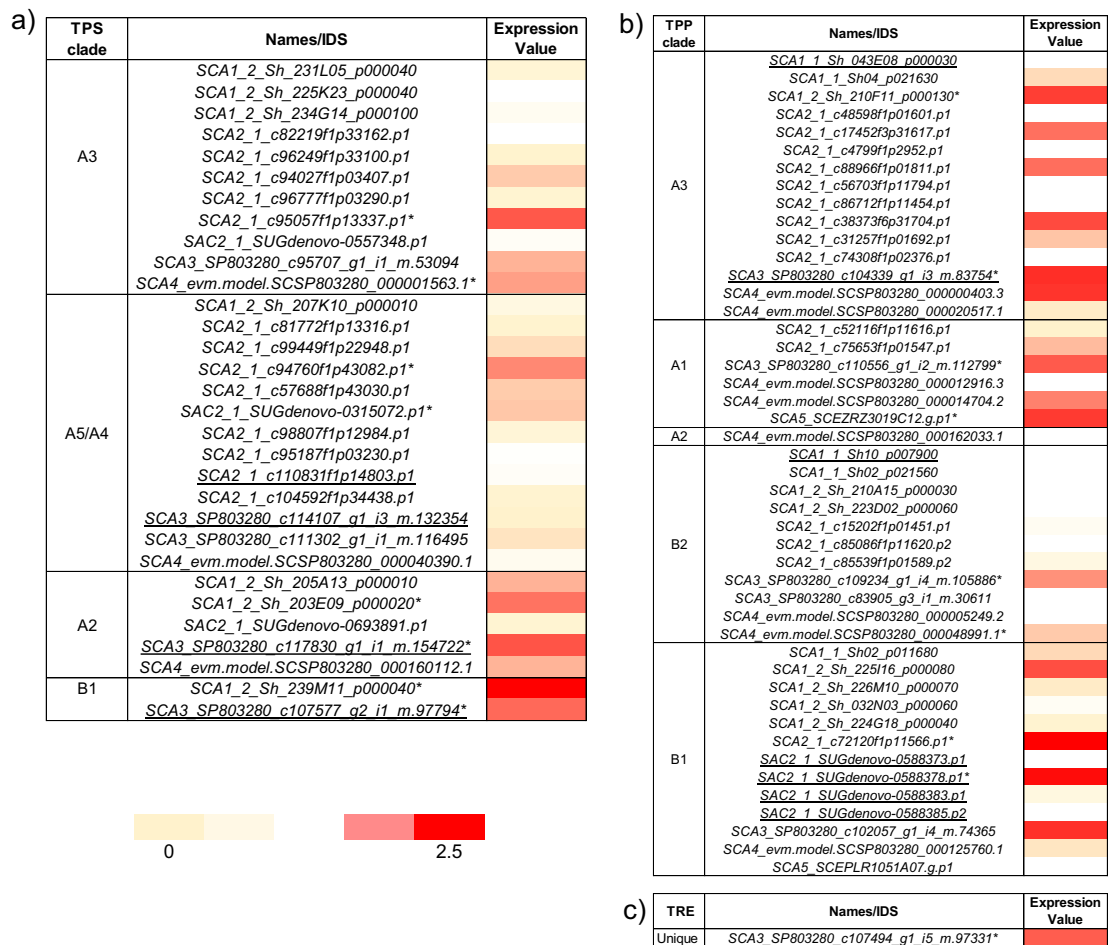 a)
TPS clade Names/IDS Expression Value
A3
SCA1_2_Sh_231L05_p000040
SCA1_2_Sh_225K23_p000040
SCA1_2_Sh_234G14_p000100
SCA2_1_c82219f1p33162.p1
SCA2_1_c96249f1p33100.p1
SCA2_1_c94027f1p03407.p1
SCA2_1_c96777f1p03290.p1
SCA2_1_c95057f1p13337.p1*
SAC2_1_SUGdenovo-0557348.p1
SCA3_SP803280_c95707_g1_i1_m.53094
SCA4_evm.model.SCSP803280_000001563.1*
A5/A4
SCA1_2_Sh_207K10_p000010
SCA2_1_c81772f1p13316.p1
SCA2_1_c99449f1p22948.p1
SCA2_1_c94760f1p43082.p1*
SCA2_1_c57688f1p43030.p1
SAC2_1_SUGdenovo-0315072.p1*
SCA2_1_c98807f1p12984.p1
SCA2_1_c95187f1p03230.p1
SCA2_1_c110831f1p14803.p1
SCA2_1_c104592f1p34438.p1
SCA3_SP803280_c114107_g1_i3_m.132354
SCA3_SP803280_c111302_g1_i1_m.116495
SCA4_evm.model.SCSP803280_000040390.1
A2
SCA1_2_Sh_205A13_p000010
SCA1_2_Sh_203E09_p000020*
SAC2_1_SUGdenovo-0693891.p1
SCA3_SP803280_c117830_g1_i1_m.154722*
SCA4_evm.model.SCSP803280_000160112.1
B1
SCA1_2_Sh_239M11_p000040*
SCA3_SP803280_c107577_g2_i1_m.97794*
0 2.5
b)
TPP clade Names/IDS Expression Value
A3
SCA1_1_Sh_043E08_p000030
SCA1_1_Sh04_p021630
SCA1_2_Sh_210F11_p000130*
SCA2_1_c48598f1p01601.p1
SCA2_1_c17452f3p31617.p1
SCA2_1_c4799f1p2952.p1
SCA2_1_c88966f1p01811.p1
SCA2_1_c56703f1p11794.p1
SCA2_1_c86712f1p11454.p1
SCA2_1_c38373f6p31704.p1
SCA2_1_c31257f1p01692.p1
SCA2_1_c74308f1p02376.p1
SCA3_SP803280_c104339_g1_i3_m.83754*
SCA4_evm.model.SCSP803280_000000403.3
SCA4_evm.model.SCSP803280_000020517.1
A1
SCA2_1_c52116f1p11616.p1
SCA2_1_c75653f1p01547.p1
SCA3_SP803280_c110556_g1_i2_m.112799*
SCA4_evm.model.SCSP803280_000012916.3
SCA4_evm.model.SCSP803280_000014704.2
SCA5_SCEZRZ3019C12.g.p1*
A2 SCA4_evm.model.SCSP803280_000162033.1
B2
SCA1_1_Sh10_p007900
SCA1_1_Sh02_p021560
SCA1_2_Sh_210A15_p000030
SCA1_2_Sh_223D02_p000060
SCA2_1_c15202f1p01451.p1
SCA2_1_c85086f1p11620.p2
SCA2_1_c85539f1p01589.p2
SCA3_SP803280_c109234_g1_i4_m.105886*
SCA3_SP803280_c83905_g3_i1_m.30611
SCA4_evm.model.SCSP803280_000005249.2
SCA4_evm.model.SCSP803280_000048991.1*
B1
SCA1_1_Sh02_p011680
SCA1_2_Sh_225I16_p000080
SCA1_2_Sh_226M10_p000070
SCA1_2_Sh_032N03_p000060
SCA1_2_Sh_224G18_p000040
SCA2_1_c72120f1p11566.p1*
SAC2_1_SUGdenovo-0588373.p1
SAC2_1_SUGdenovo-0588378.p1*
SAC2_1_SUGdenovo-0588383.p1
SAC2_1_SUGdenovo-0588385.p2
SCA3_SP803280_c102057_g1_i4_m.74365
SCA4_evm.model.SCSP803280_000125760.1
SCA5_SCEPLR1051A07.g.p1
c)
TRE Names/IDS Expression Value
Unique SCA3_SP803280_c107494_g1_i5_m.97331*